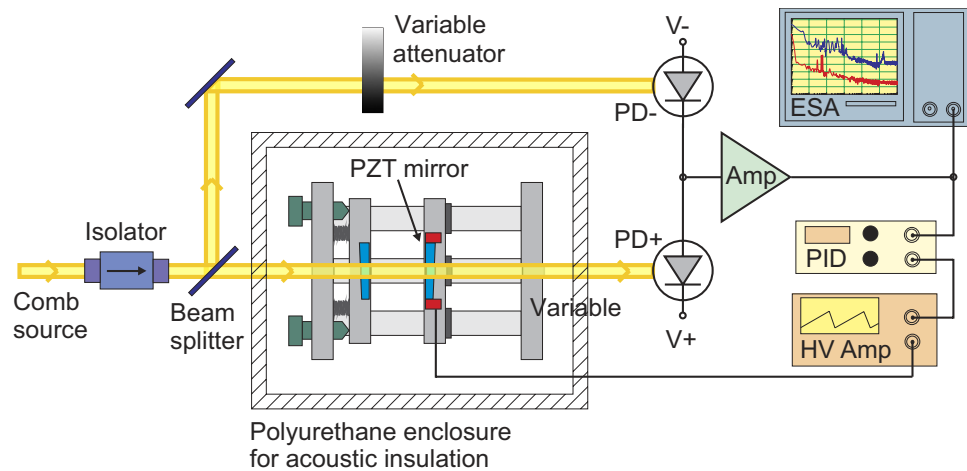 Variable
attenuator
V-
PD-
ESA
PZT mirror
Amp
Isolator
PD+
PID
Comb
source
Beam
splitter
Variable
V+
HV Amp
Polyurethane enclosure
for acoustic insulation